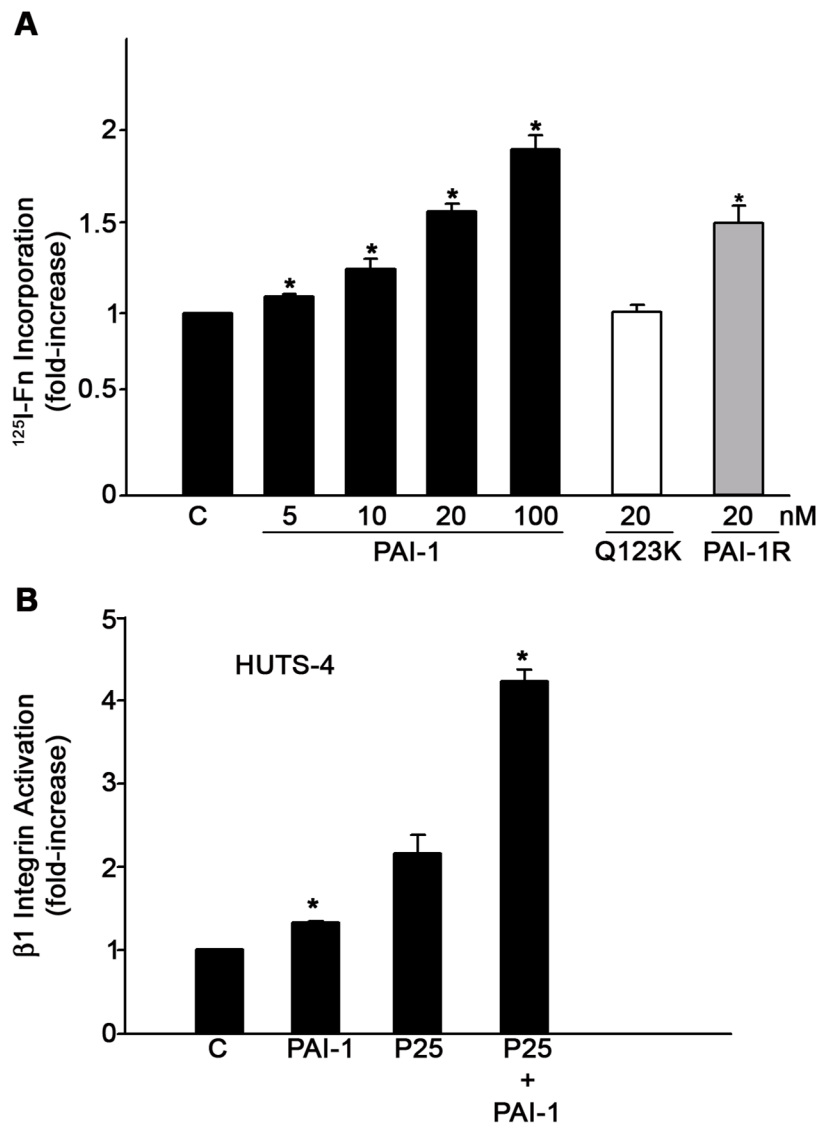 A
¹²⁵I-Fn Incorporation
(fold-increase)
2
1.5
1
0.5
0
* * * * *
C 5 10 20 100 20 20 nM
PAI-1 Q123K PAI-1R
B
β1 Integrin Activation
(fold-increase)
5
4
3
2
1
0
HUTS-4
* *
C PAI-1 P25 P25
+
PAI-1